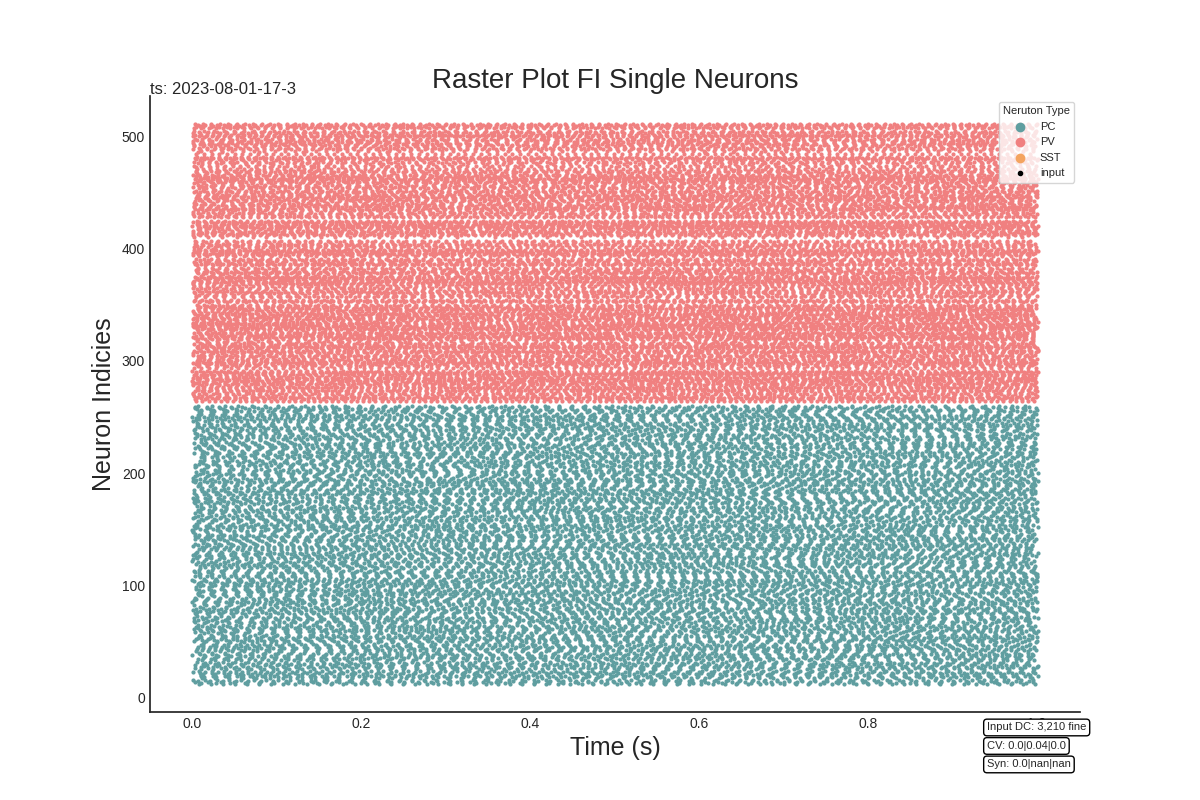 Raster Plot FI Single Neurons
ts: 2023-08-01-17-3
Neruton Type
PC
PV
SST
input
500
400
300
200
100
0
Neuron Indicies
0.0 0.2 0.4 0.6 0.8
Time (s)
Input DC: 3,210 fine
CV: 0.0|0.04|0.0
Syn: 0.0|nan|nan